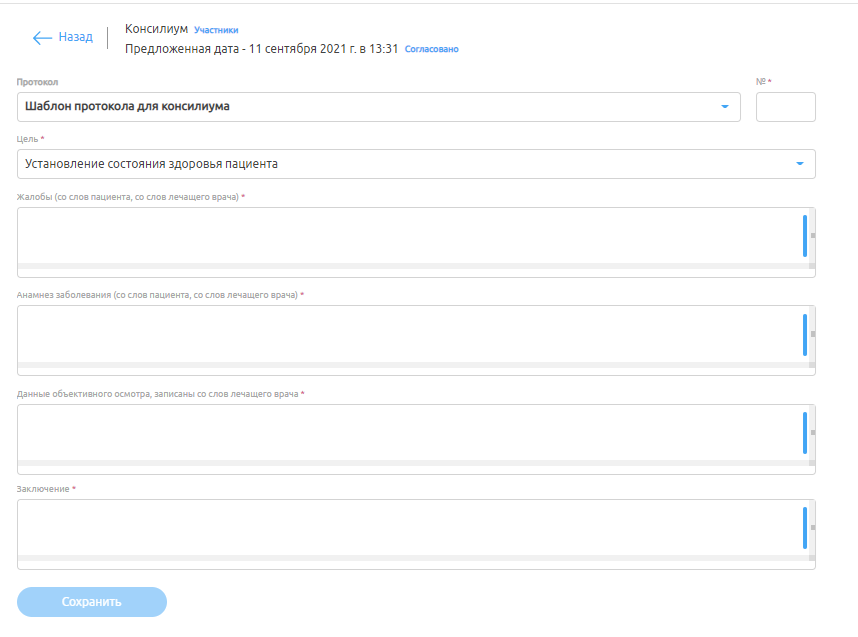 Назад
Консилиум Участники
Предложенная дата - 11 сентября 2021 г. в 13:31 Согласовано
Протокол
№ *
Шаблон протокола для консилиума
Цель *
Установление состояния здоровья пациента
Жалобы (со слов пациента, со слов лечащего врача) *
Анамнез заболевания (со слов пациента, со слов лечащего врача) *
Данные объективного осмотра, записаны со слов лечащего врача *
Заключение *
Сохранить